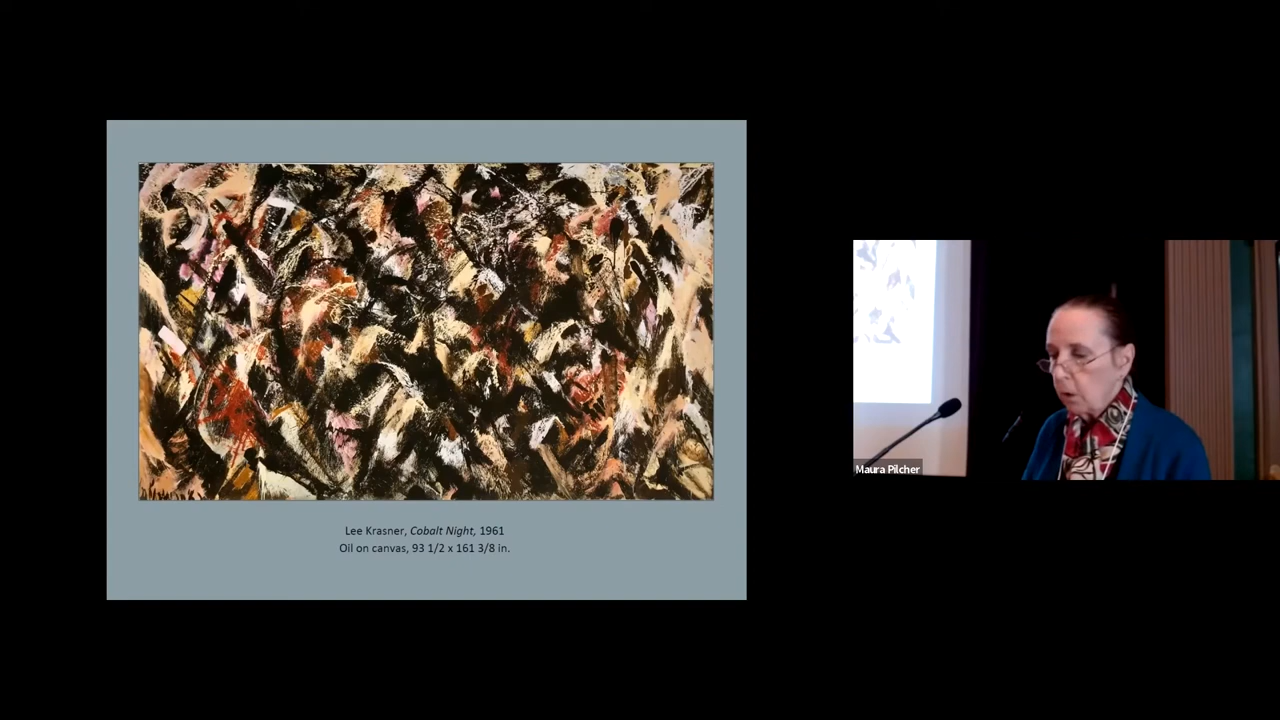 Lee Krasner, Cobalt Night, 1961
Oil on canvas, 93 1/2 x 161 3/8 in.
Maura Pilcher